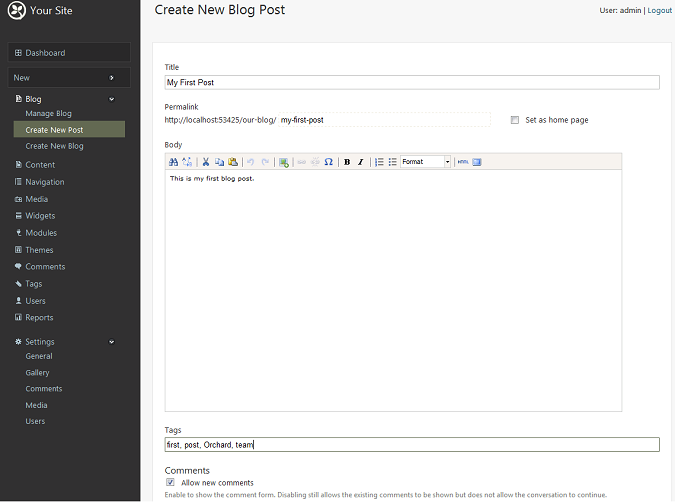 Your Site
Create New Blog Post
User: admin | Logout
Dashboard
New
Blog
Manage Blog
Create New Post
Create New Blog
Content
Navigation
Media
Widgets
Modules
Themes
Comments
Tags
Users
Reports
Settings
General
Gallery
Comments
Media
Users
Title
My First Post
Permalink
http://localhost:53425/our-blog/ my-first-post
Set as home page
Body
B I Format HTML
This is my first blog post.
Tags
first, post, Orchard, team
Comments
Allow new comments
Enable to show the comment form. Disabling still allows the existing comments to be shown but does not allow the conversation to continue.